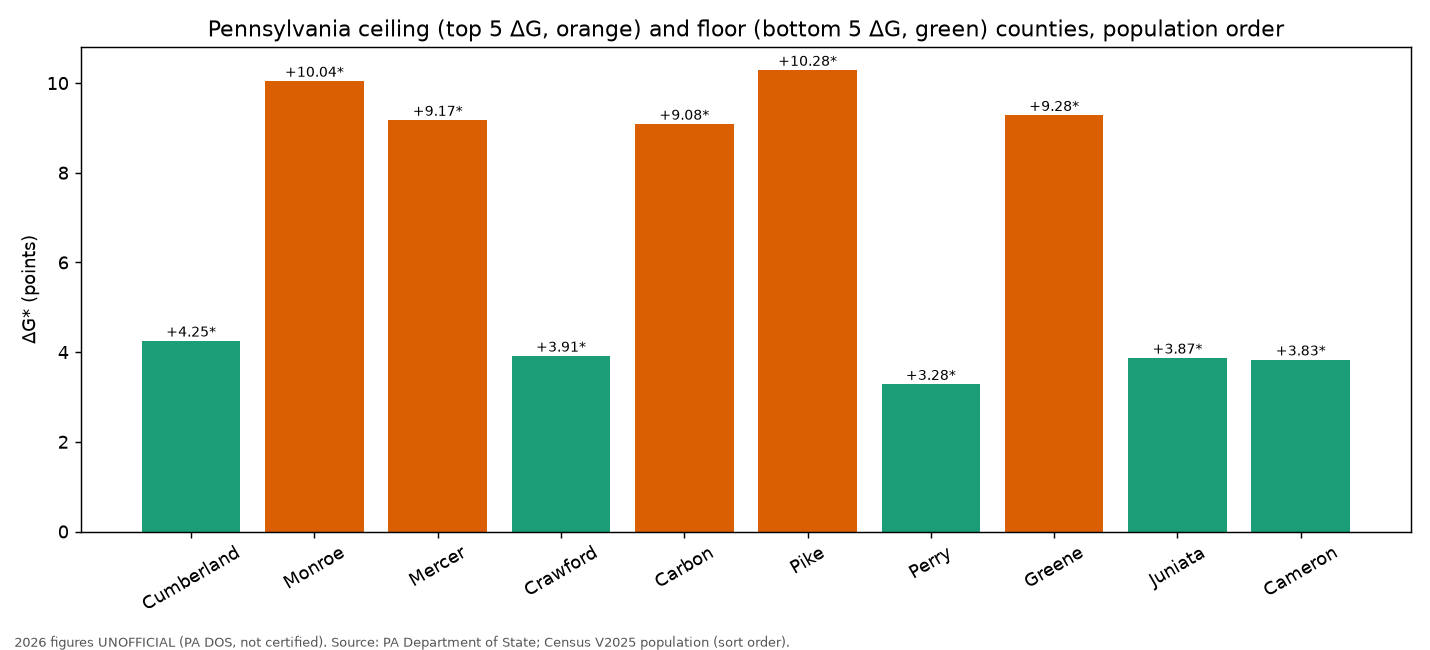 Pennsylvania ceiling (top 5 ΔG, orange) and floor (bottom 5 ΔG, green) counties, population order
ΔG* (points)
10
8
6
4
2
0
+4.25*
+10.04*
+9.17*
+3.91*
+9.08*
+10.28*
+3.28*
+9.28*
+3.87*
+3.83*
Cumberland
Monroe
Mercer
Crawford
Carbon
Pike
Perry
Greene
Juniata
Cameron
2026 figures UNOFFICIAL (PA DOS, not certified). Source: PA Department of State; Census V2025 population (sort order).